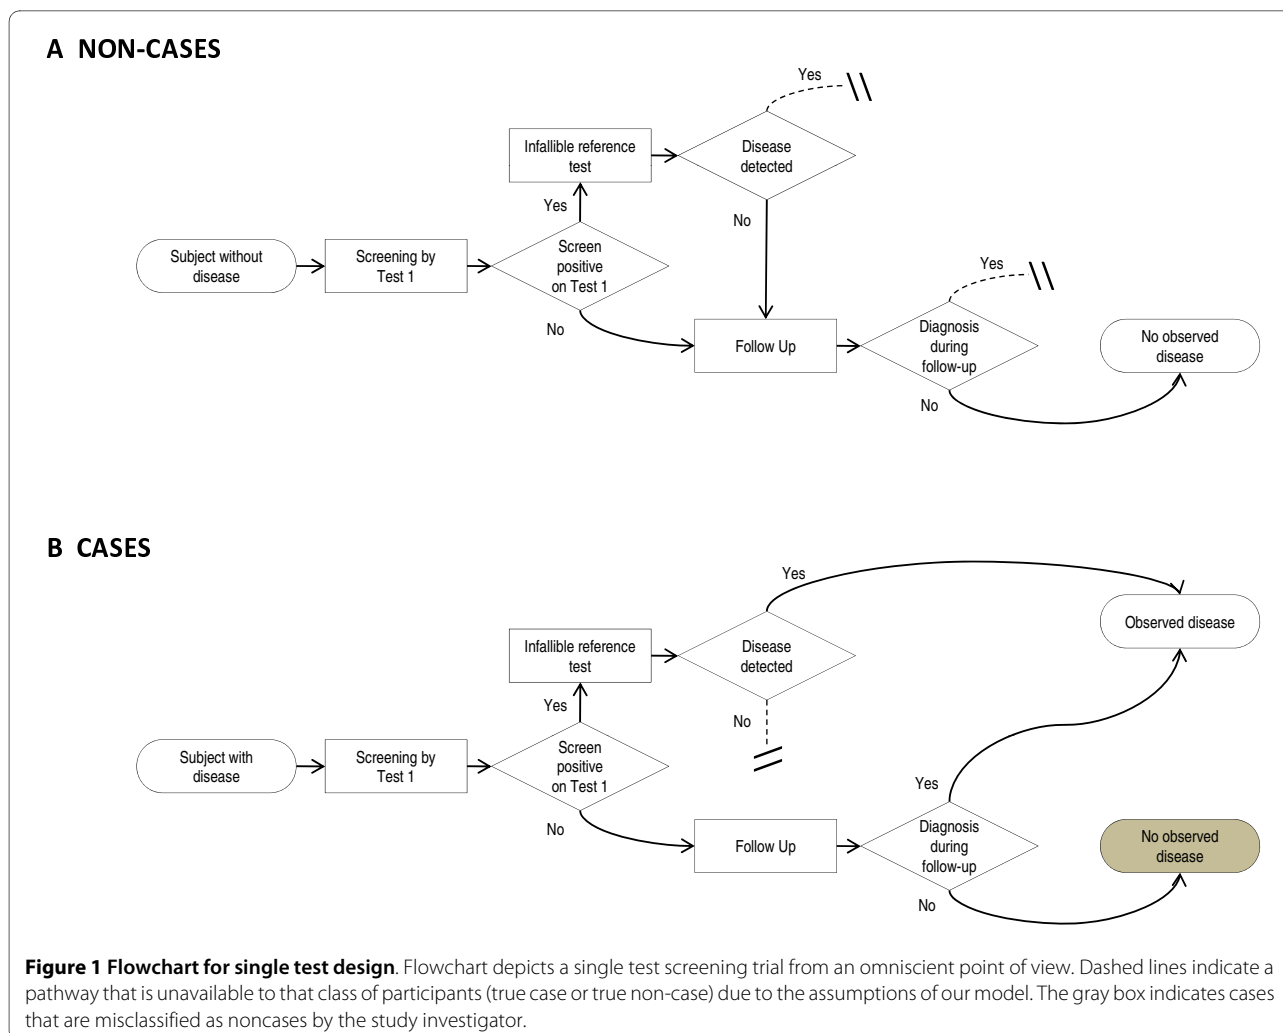 A NON-CASES
Yes
Infallible reference
test
Disease
detected
Yes
No
Subject without
disease
Screening by
Test 1
Screen
positive
on Test 1
Yes
No
Follow Up
Diagnosis
during
follow-up
No observed
disease
No
B CASES
Yes
Observed disease
Infallible reference
test
Disease
detected
Yes
No
Subject with
disease
Screening by
Test 1
Screen
positive
on Test 1
Yes
No
Follow Up
Diagnosis
during
follow-up
No observed
disease
No
Figure 1 Flowchart for single test design. Flowchart depicts a single test screening trial from an omniscient point of view. Dashed lines indicate a
pathway that is unavailable to that class of participants (true case or true non-case) due to the assumptions of our model. The gray box indicates cases
that are misclassified as noncases by the study investigator.